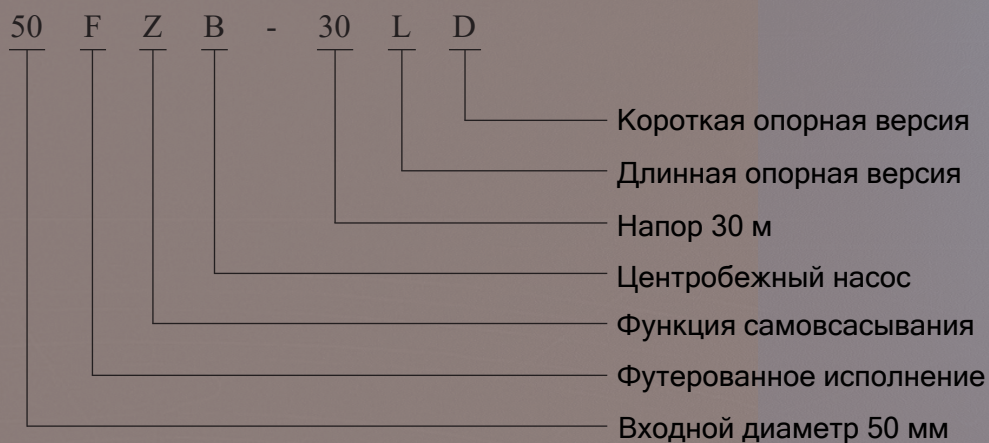 50 F Z B - 30 L D
Короткая опорная версия
Длинная опорная версия
Напор 30 м
Центробежный насос
Функция самовсасывания
Футерованное исполнение
Входной диаметр 50 мм